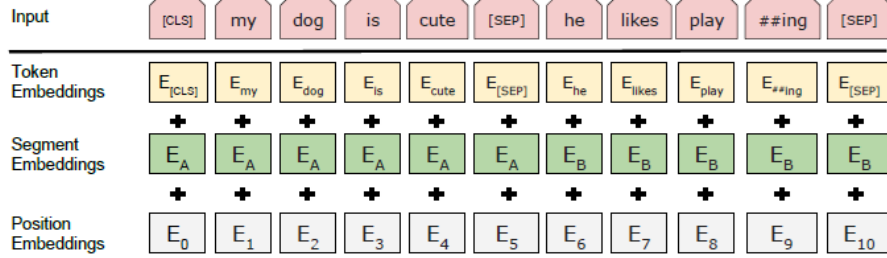 Input [CLS] my dog is cute [SEP] he likes play ##ing [SEP]
Token Embeddings E[CLS] Emy Edog Eis Ecute E[SEP] Ehe Elikes Eplay E##ing E[SEP]
+ + + + + + + + + + +
Segment Embeddings EA EA EA EA EA EA EB EB EB EB EB
+ + + + + + + + + + +
Position Embeddings E0 E1 E2 E3 E4 E5 E6 E7 E8 E9 E10